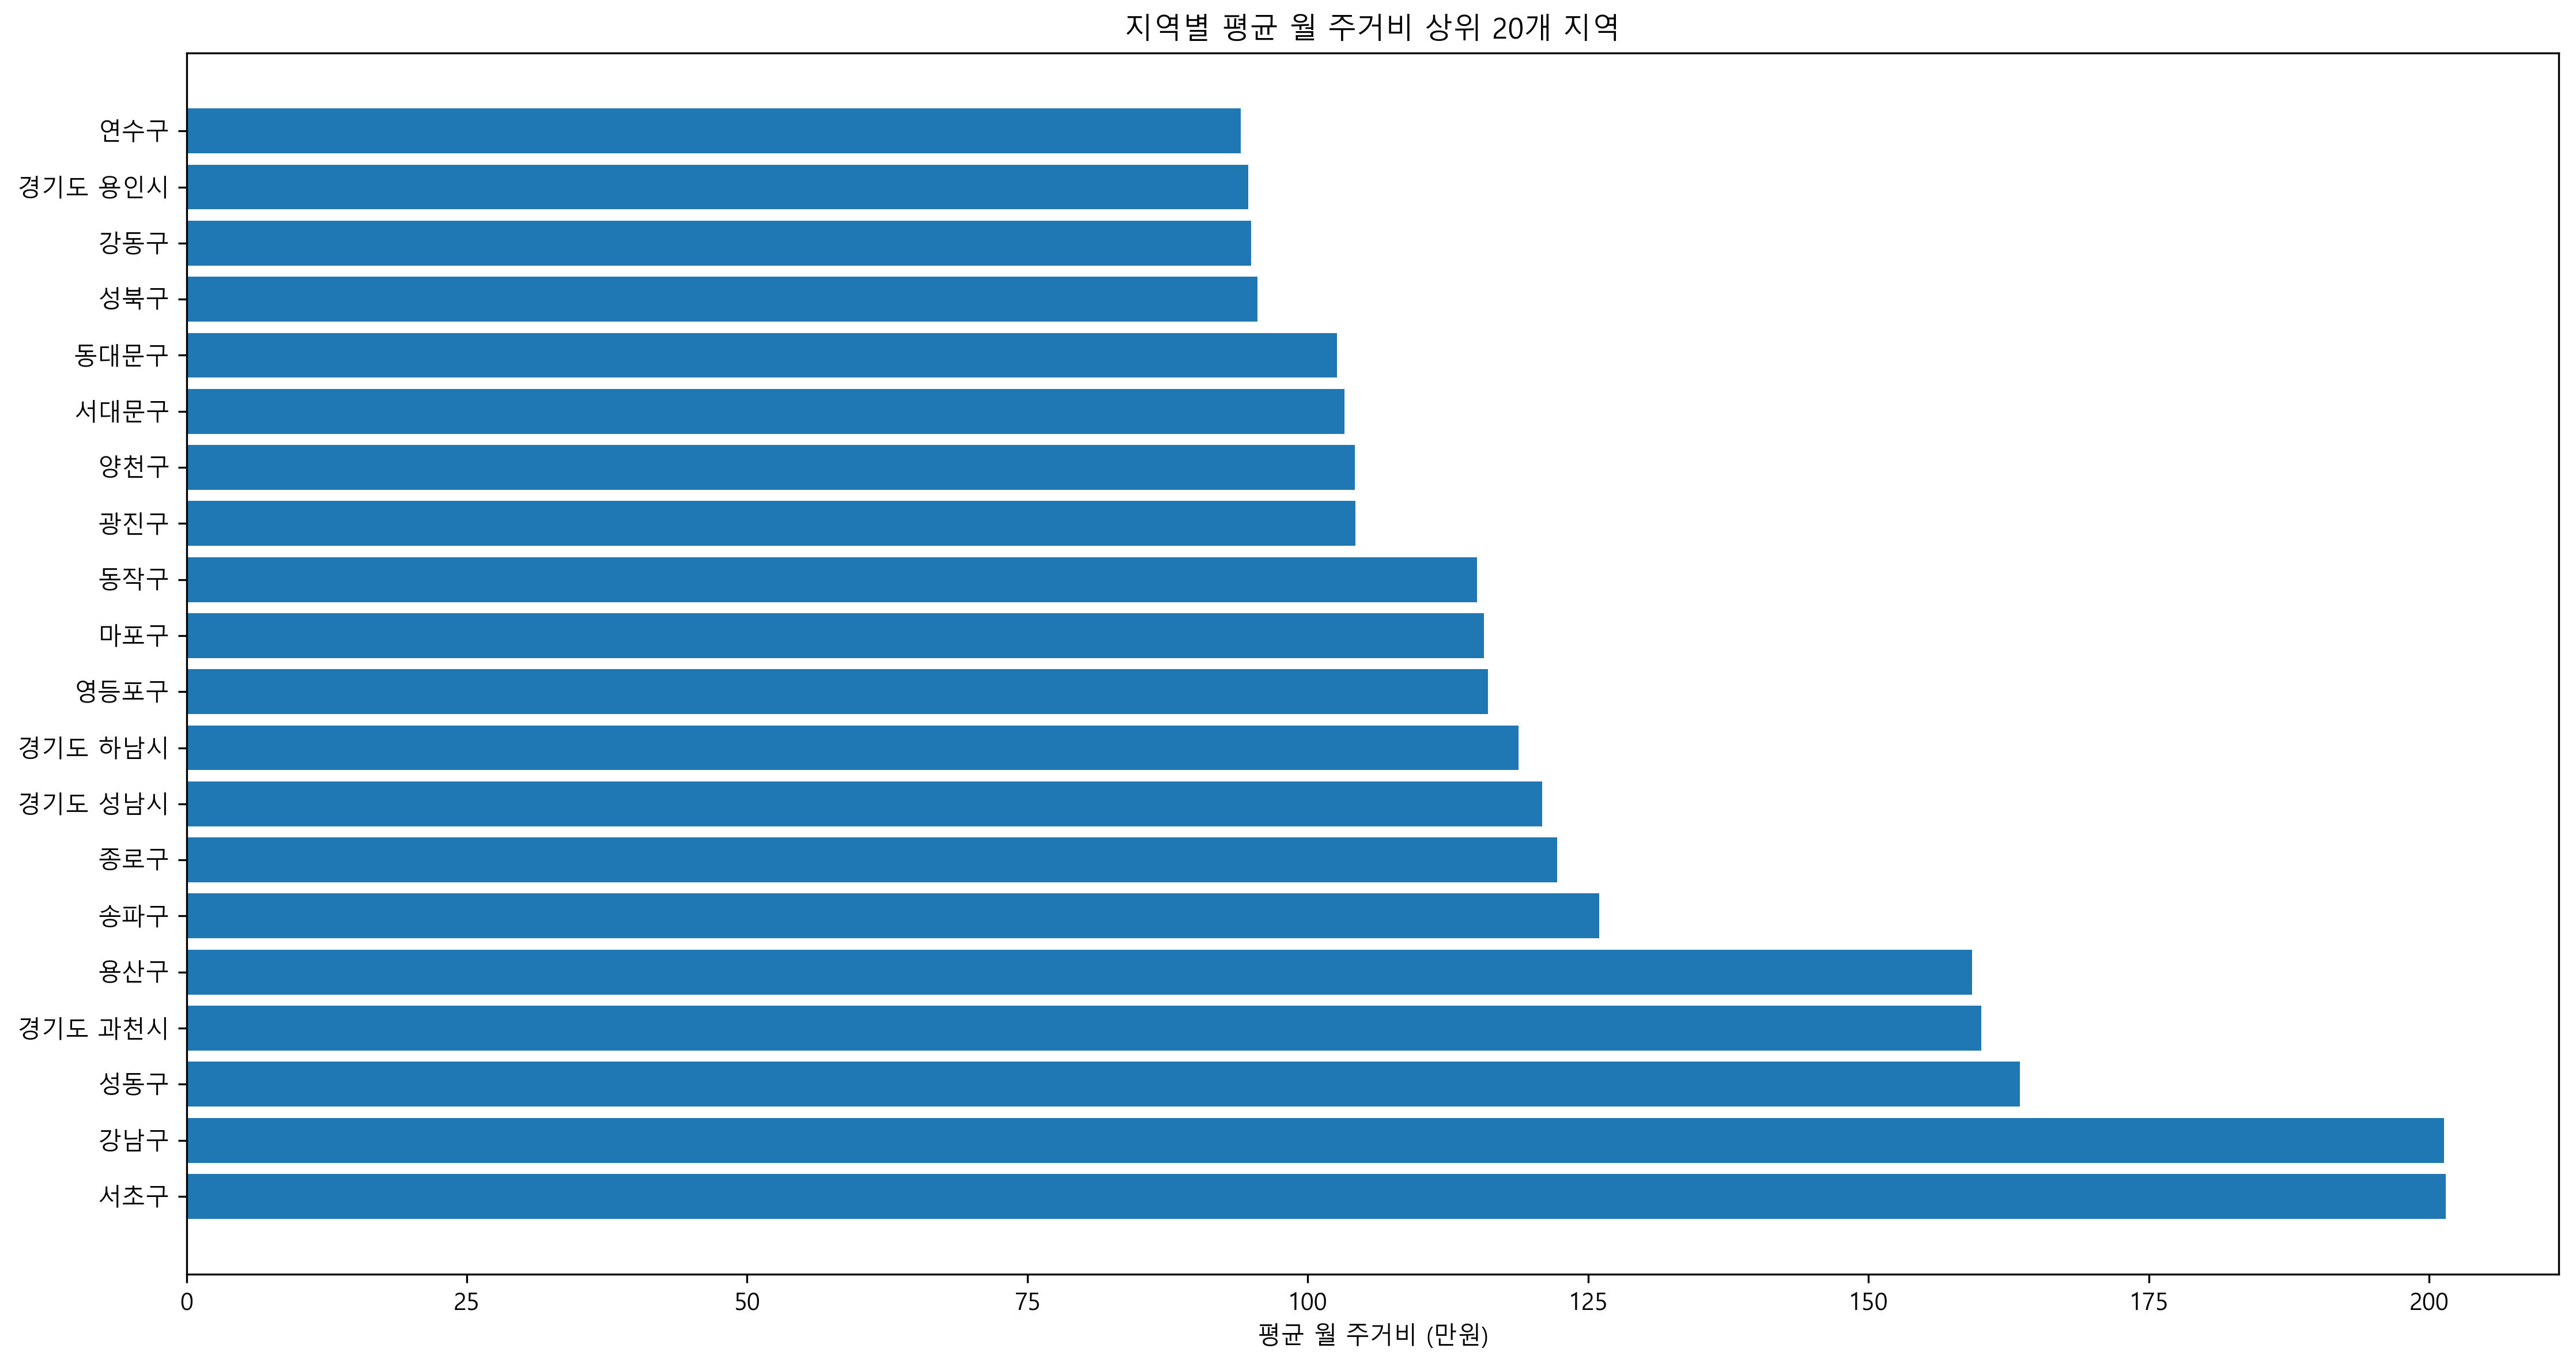 지역별 평균 월 주거비 상위 20개 지역
연수구
경기도 용인시
강동구
성북구
동대문구
서대문구
양천구
광진구
동작구
마포구
영등포구
경기도 하남시
경기도 성남시
종로구
송파구
용산구
경기도 과천시
성동구
강남구
서초구
0 25 50 75 100 125 150 175 200
평균 월 주거비 (만원)